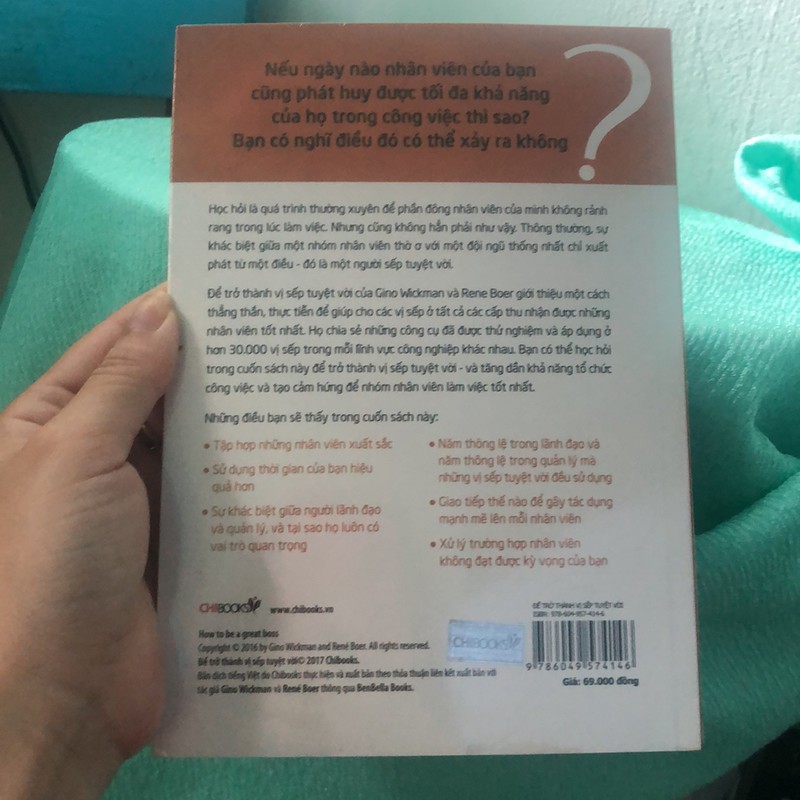 Nếu ngày nào nhân viên của bạn
cũng phát huy được tối đa khả năng
của họ trong công việc thì sao?
Bạn có nghĩ điều đó có thể xảy ra không
?
Học hỏi là quá trình thường xuyên để phần đông nhân viên của mình không rảnh
rang trong lúc làm việc. Nhưng cũng không hẳn phải như vậy. Thông thường, sự
khác biệt giữa một nhóm nhân viên thờ ơ với một đội ngũ thống nhất chỉ xuất
phát từ một điều - đó là một người sếp tuyệt vời.
Để trở thành vị sếp tuyệt vời của Gino Wickman và Rene Boer giới thiệu một cách
thẳng thắn, thực tiễn để giúp cho các vị sếp ở tất cả các cấp thu nhận được những
nhân viên tốt nhất. Họ chia sẻ những công cụ đã được thử nghiệm và áp dụng ở
hơn 30.000 vị sếp trong mỗi lĩnh vực công nghiệp khác nhau. Bạn có thể học hỏi
trong cuốn sách này để trở thành vị sếp tuyệt vời - và tăng dần khả năng tổ chức
công việc và tạo cảm hứng để nhóm nhân viên làm việc tốt nhất.
Những điều bạn sẽ thấy trong cuốn sách này:
• Tập hợp những nhân viên xuất sắc
• Sử dụng thời gian của bạn hiệu
quả hơn
• Sự khác biệt giữa người lãnh đạo
và quản lý, và tại sao họ luôn có
vai trò quan trọng
• Năm thông lệ trong lãnh đạo và
năm thông lệ trong quản lý mà
những vị sếp tuyệt vời đều sử dụng
• Giao tiếp thế nào để gây tác dụng
mạnh mẽ lên mỗi nhân viên
• Xử lý trường hợp nhân viên
không đạt được kỳ vọng của bạn
CHIBOOKS www.chibooks.vn
How to be a great boss
Copyright © 2016 by Gino Wickman and René Boer. All rights reserved.
Để trở thành vị sếp tuyệt vời© 2017 Chibooks.
Bản dịch tiếng Việt do Chibooks thực hiện và xuất bản theo thỏa thuận liên kết xuất bản với
tác giả Gino Wickman và René Boer thông qua BenBella Books.
CHIBOOKS
ĐỂ TRỞ THÀNH VỊ SẾP TUYỆT VỜI
ISBN: 978-604-957-414-6
9 786049 574146
Giá: 69.000 đồng